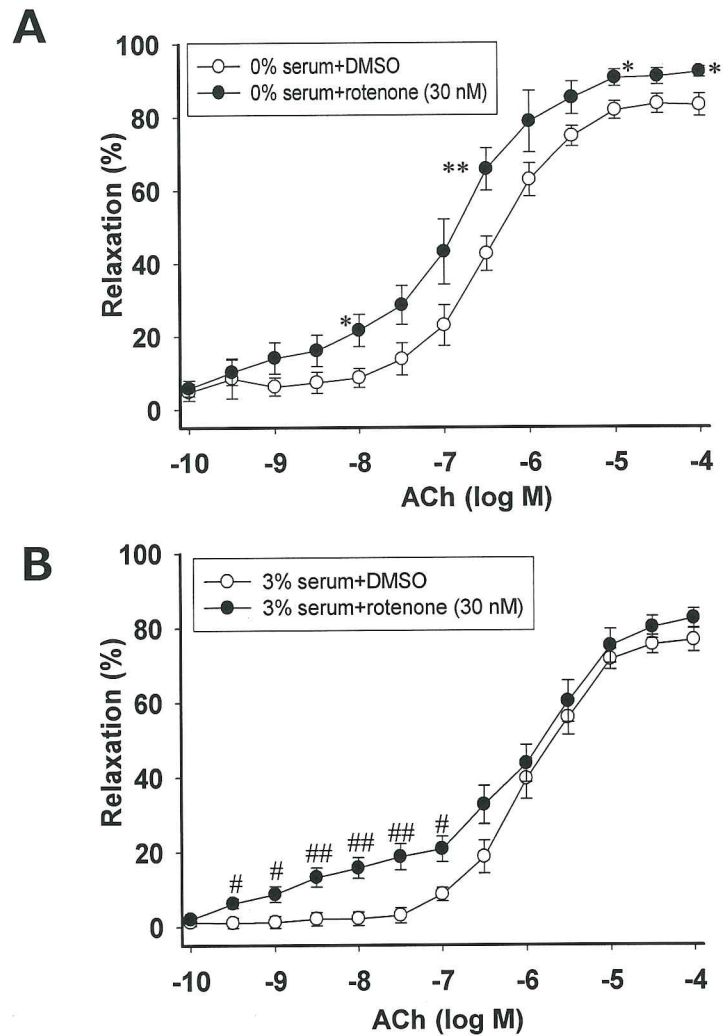 A
100
80
60
40
20
0
Relaxation (%)
0% serum+DMSO
0% serum+rotenone (30 nM)
*
**
*
*
-10 -9 -8 -7 -6 -5 -4
ACh (log M)
B
100
80
60
40
20
0
Relaxation (%)
3% serum+DMSO
3% serum+rotenone (30 nM)
# # ## ## ## #
-10 -9 -8 -7 -6 -5 -4
ACh (log M)